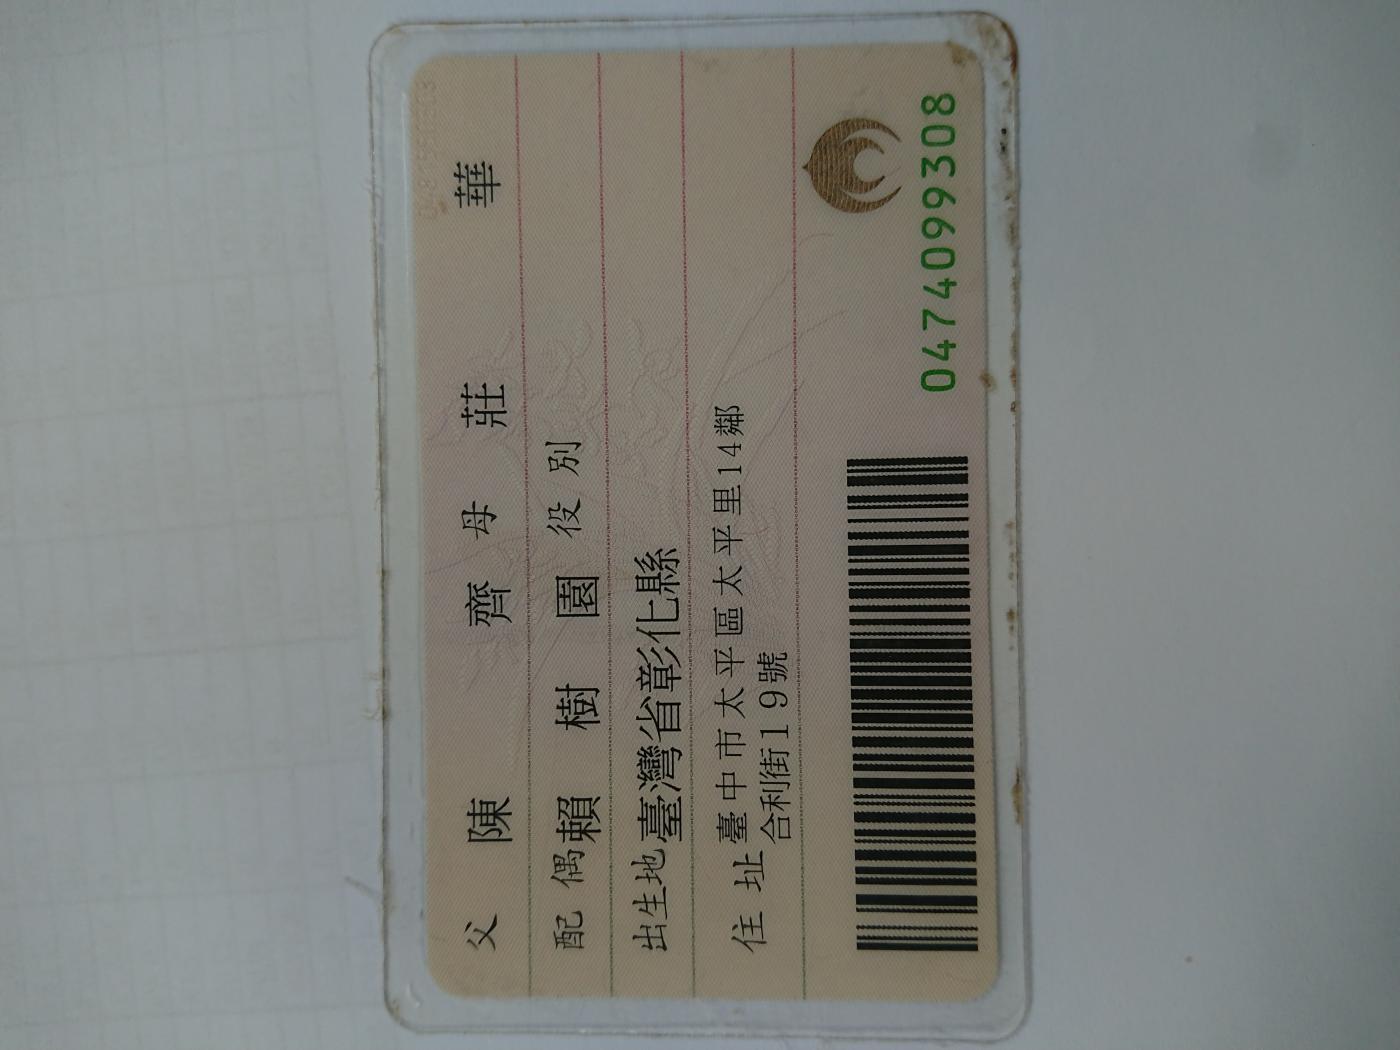 父 陳 齊 母 莊 華
配偶 賴樹園 役別
出生地 臺灣省彰化縣
住址 臺中市太平區太平里14鄰
合利街19號
0474099308